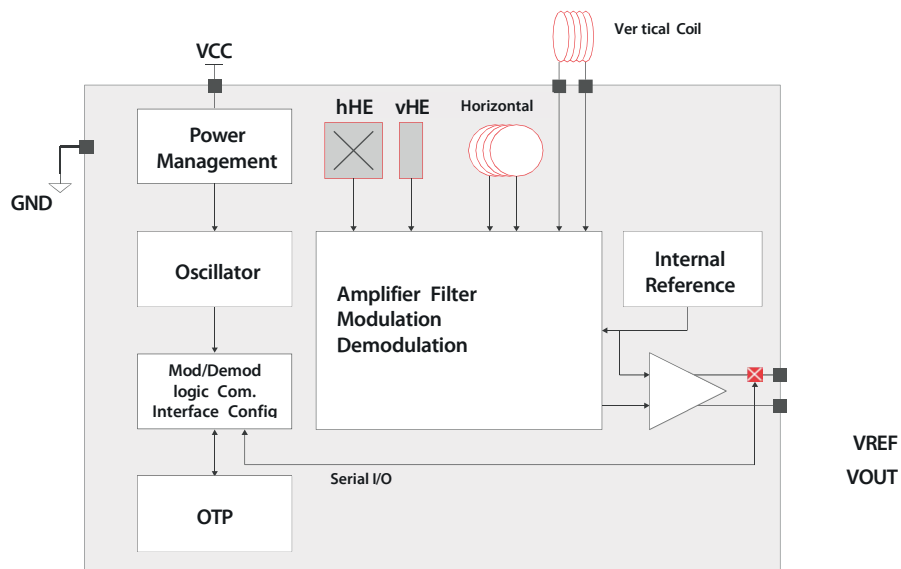 Ver tical Coil
VCC
hHE
vHE
Horizontal
Power
Management
GND
Oscillator
Internal
Reference
Amplifier Filter
Modulation
Demodulation
Mod/Demod
logic Com.
Interface Config
VREF
Serial I/O
VOUT
OTP